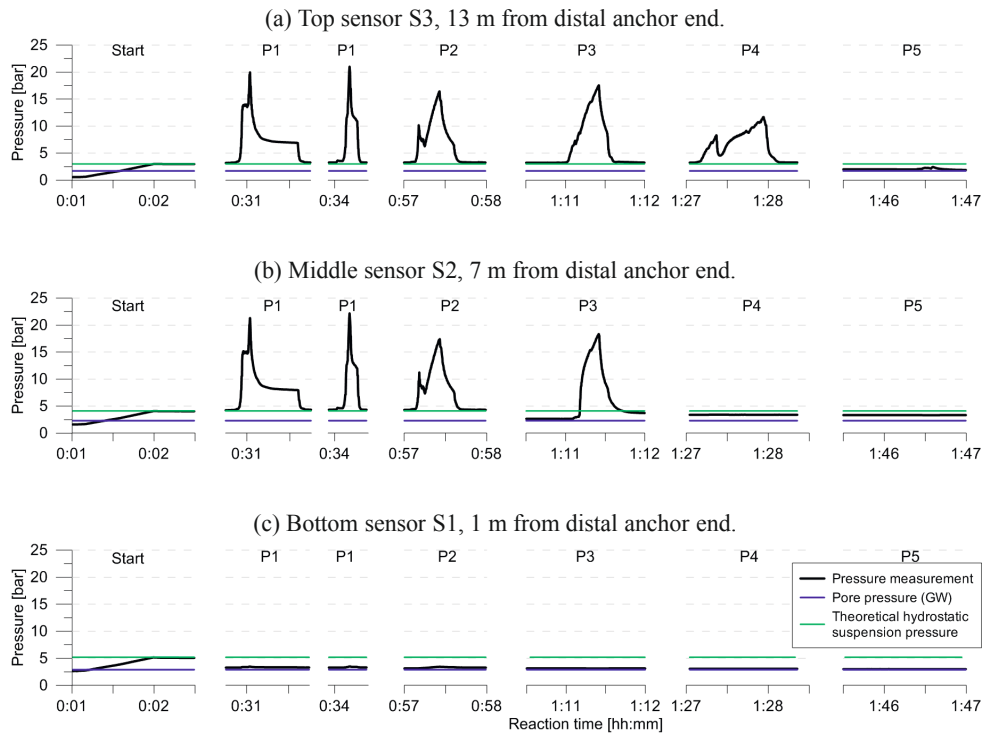 (a) Top sensor S3, 13 m from distal anchor end.
Pressure [bar]
25
20
15
10
5
0
Start P1 P1 P2 P3 P4 P5
0:01 0:02 0:31 0:34 0:57 0:58 1:11 1:12 1:27 1:28 1:46 1:47
(b) Middle sensor S2, 7 m from distal anchor end.
Pressure [bar]
25
20
15
10
5
0
Start P1 P1 P2 P3 P4 P5
0:01 0:02 0:31 0:34 0:57 0:58 1:11 1:12 1:27 1:28 1:46 1:47
(c) Bottom sensor S1, 1 m from distal anchor end.
Pressure [bar]
25
20
15
10
5
0
Start P1 P1 P2 P3 P4 P5
Pressure measurement
Pore pressure (GW)
Theoretical hydrostatic
suspension pressure
0:01 0:02 0:31 0:34 0:57 0:58 1:11 1:12 1:27 1:28 1:46 1:47
Reaction time [hh:mm]